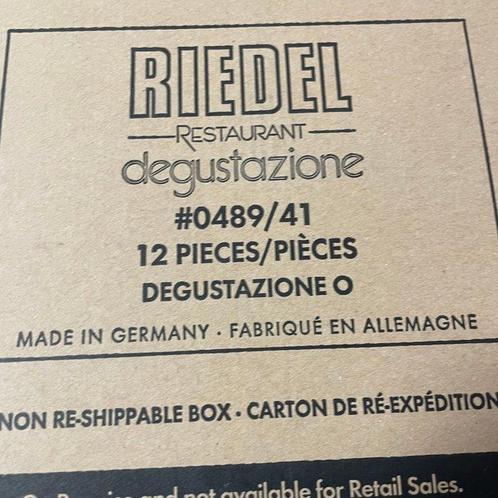 RIEDEL
RESTAURANT
degustazione
#0489/41
12 PIECES/PIÈCES
DEGUSTAZIONE O
MADE IN GERMANY · FABRIQUÉ EN ALLEMAGNE
NON RE-SHIPPABLE BOX · CARTON DE RÉ-EXPÉDITION
and not available for Retail Sales.